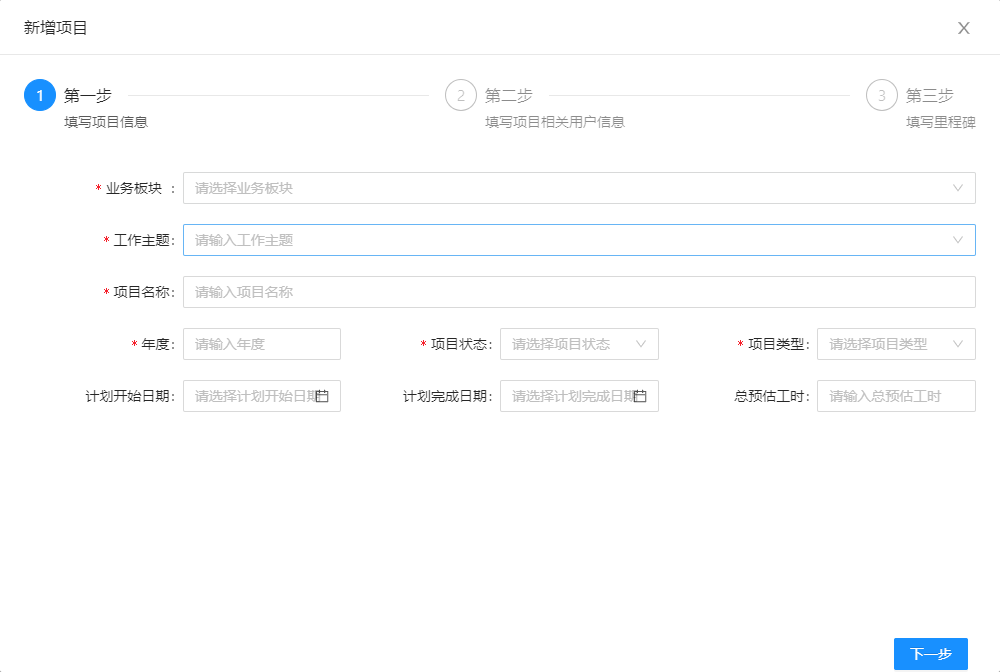 新增项目
1 第一步
填写项目信息
2 第二步
填写项目相关用户信息
3 第三步
填写里程碑
* 业务板块 : 请选择业务板块
* 工作主题: 请输入工作主题
* 项目名称: 请输入项目名称
* 年度: 请输入年度 * 项目状态: 请选择项目状态 * 项目类型: 请选择项目类型
计划开始日期: 请选择计划开始日期 计划完成日期: 请选择计划完成日期 总预估工时: 请输入总预估工时
下一步